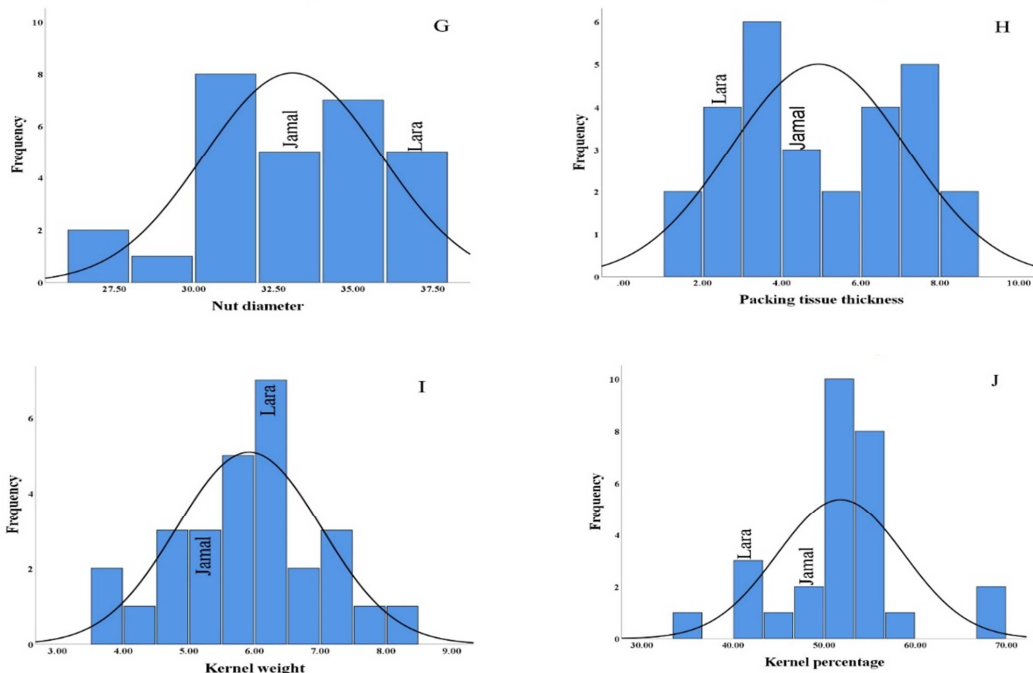 G
10
8
6
4
2
0
Frequency
Jamal
Lara
27.50 30.00 32.50 35.00 37.50
Nut diameter
H
6
5
4
3
2
1
0
Frequency
Lara
Jamal
.00 2.00 4.00 6.00 8.00 10.00
Packing tissue thickness
I
6
4
2
0
Frequency
Jamal
Lara
3.00 4.00 5.00 6.00 7.00 8.00 9.00
Kernel weight
J
10
8
6
4
2
0
Frequency
Lara
Jamal
30.00 40.00 50.00 60.00 70.00
Kernel percentage